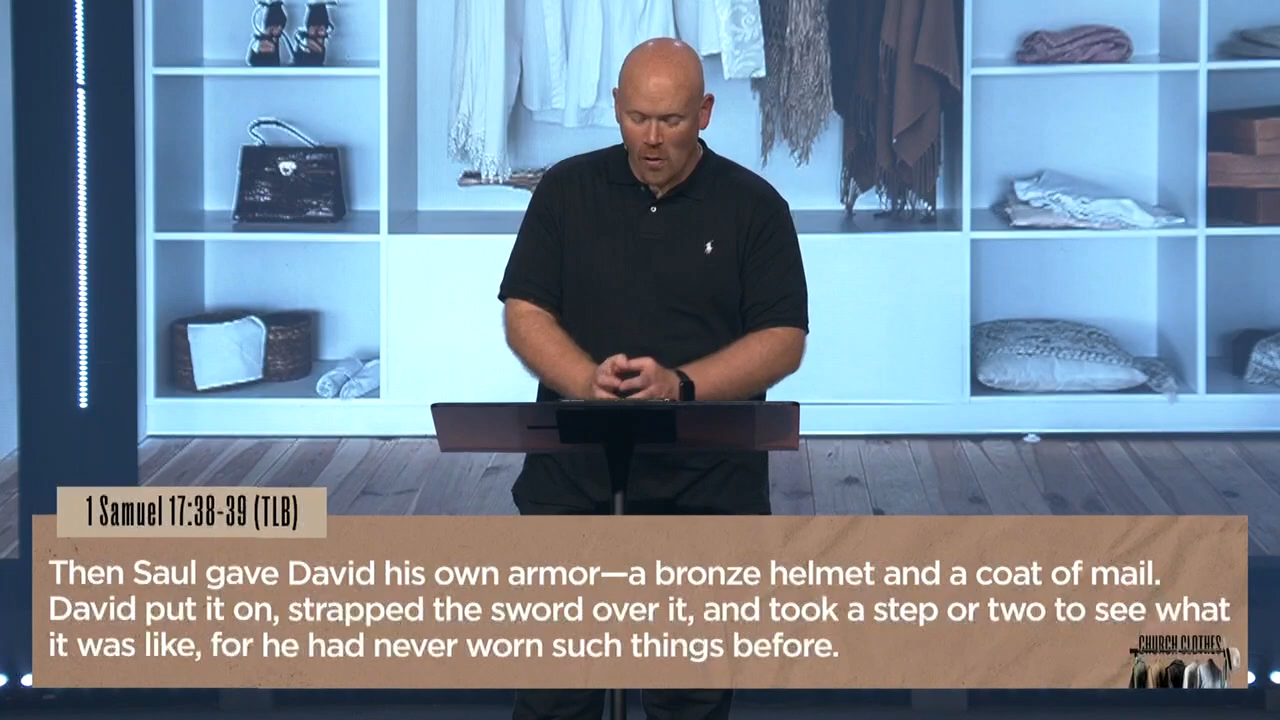 1 Samuel 17:38-39 (TLB)
Then Saul gave David his own armor—a bronze helmet and a coat of mail.
David put it on, strapped the sword over it, and took a step or two to see what
it was like, for he had never worn such things before.
CHURCH CLOTHES